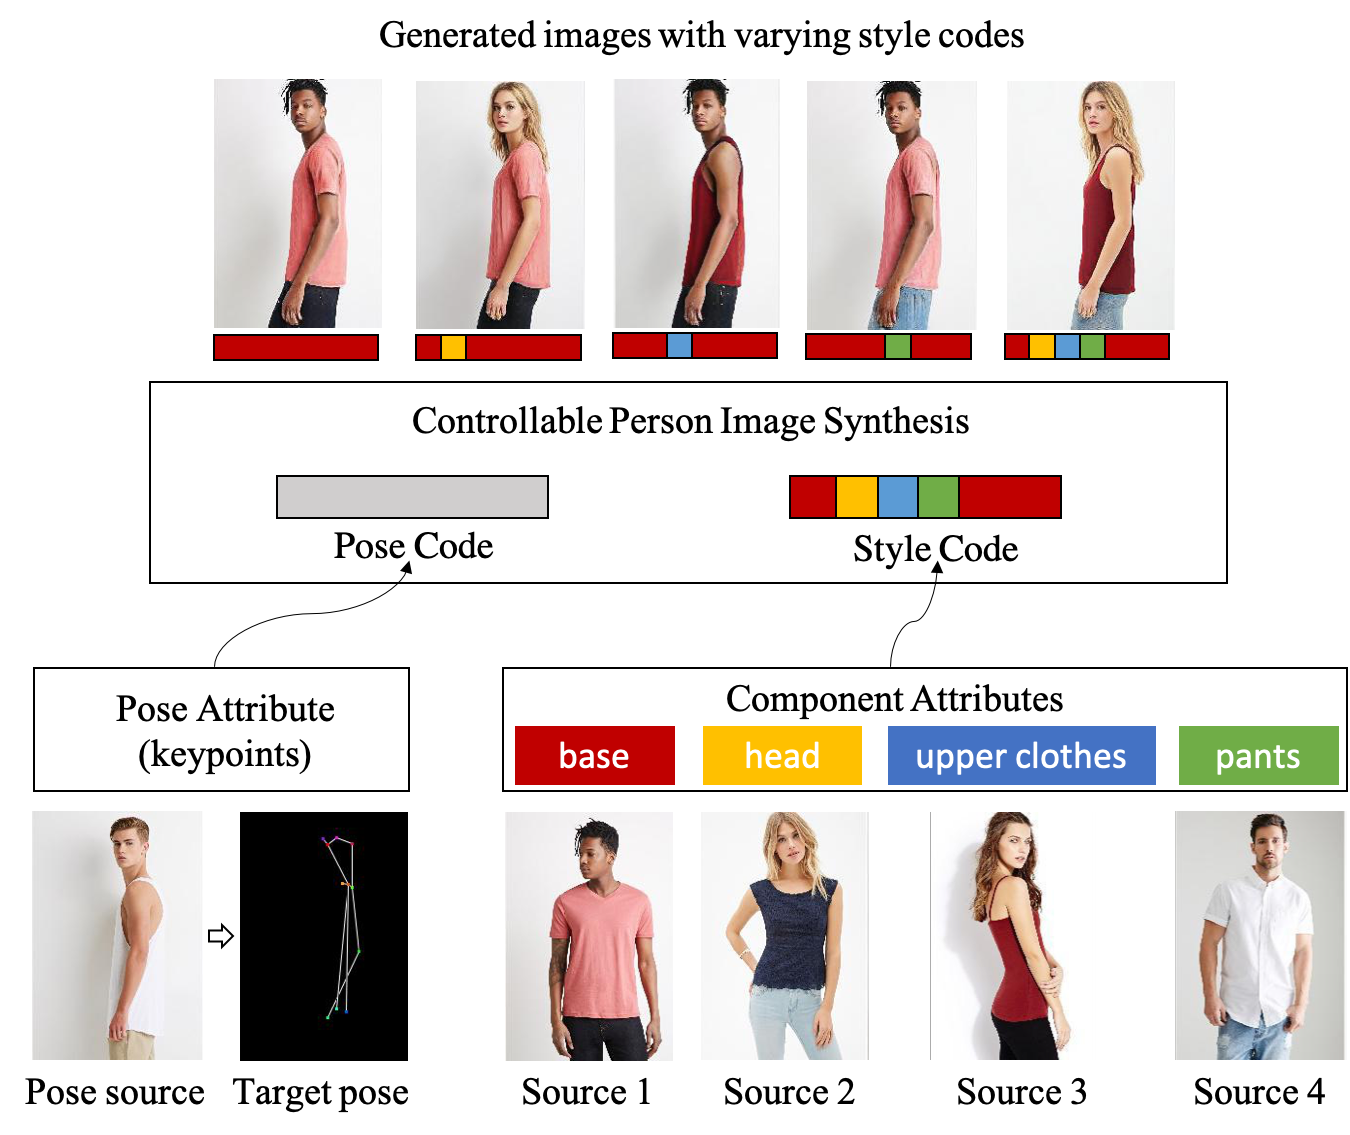 Generated images with varying style codes
Controllable Person Image Synthesis
Pose Code
Style Code
Pose Attribute
(keypoints)
Component Attributes
base
head
upper clothes
pants
Pose source
Target pose
Source 1
Source 2
Source 3
Source 4